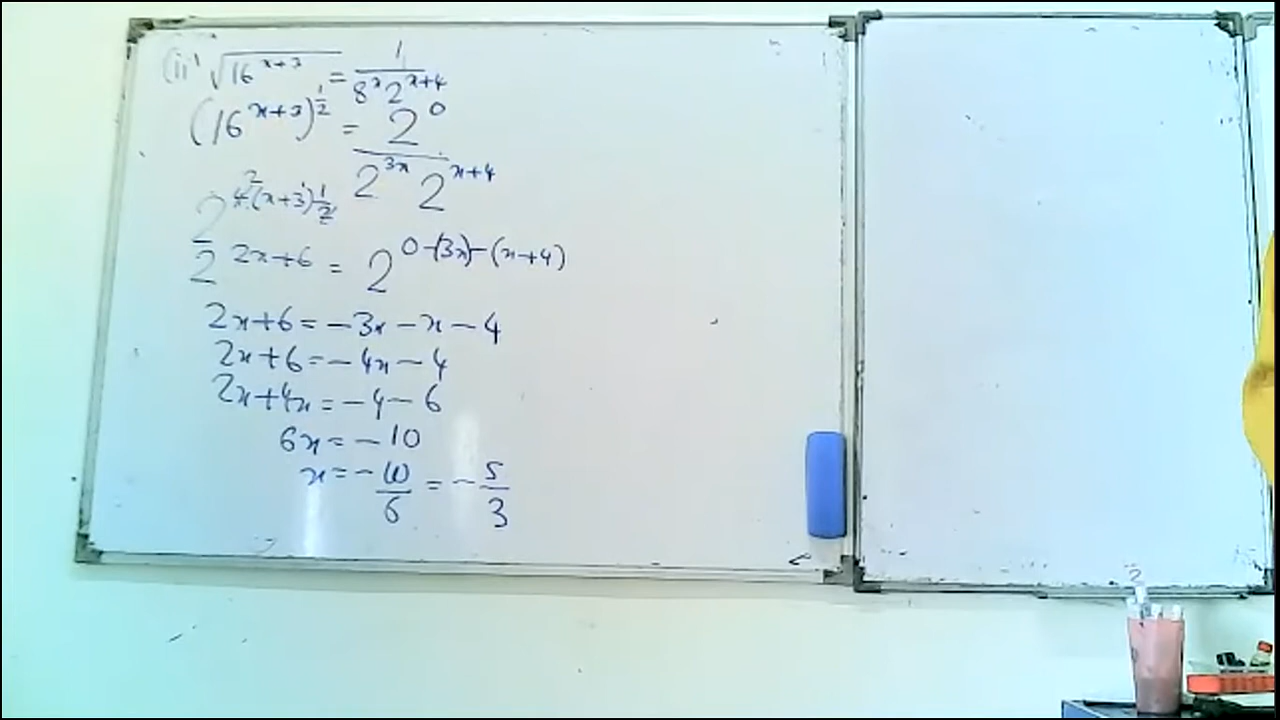 (ii) √16^{x+3} = 1/(8^x 2^{x+4})
(16^{x+3})^{1/2} = 2^0/(2^{3x} 2^{x+4})
2^{4(x+3)1/2}
2^{2x+6} = 2^{0-(3x)-(x+4)}
2x+6=-3x-x-4
2x+6=-4x-4
2x+4x=-4-6
6x=-10
x=-10/6=-5/3